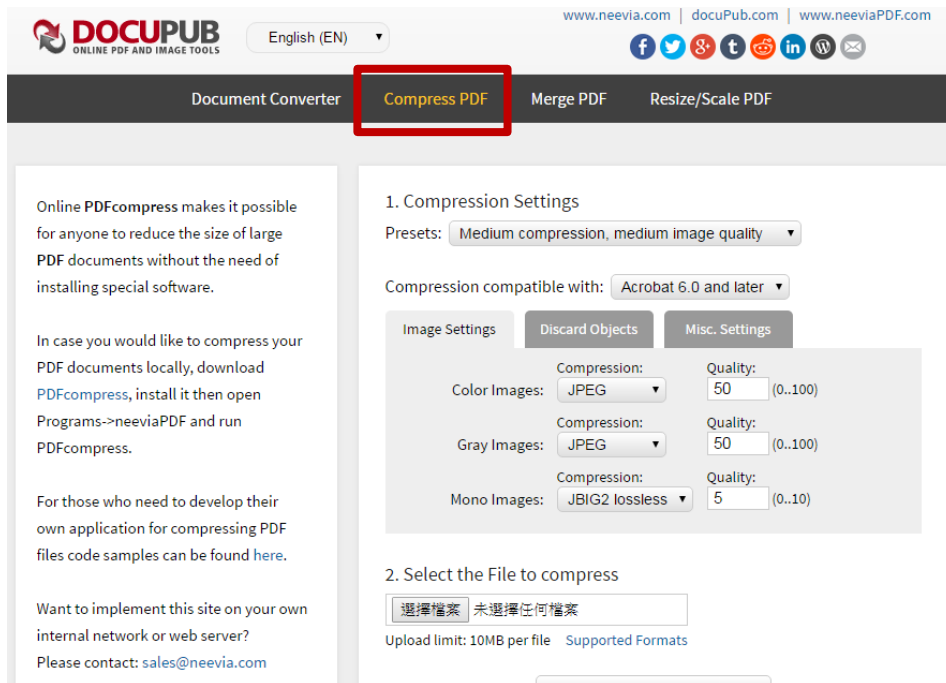 www.neevia.com | docuPub.com | www.neeviaPDF.com
DOCUPUB
ONLINE PDF AND IMAGE TOOLS
English (EN)
Document Converter Compress PDF Merge PDF Resize/Scale PDF
Online PDFcompress makes it possible
for anyone to reduce the size of large
PDF documents without the need of
installing special software.
In case you would like to compress your
PDF documents locally, download
PDFcompress, install it then open
Programs->neeviaPDF and run
PDFcompress.
For those who need to develop their
own application for compressing PDF
files code samples can be found here.
Want to implement this site on your own
internal network or web server?
Please contact: sales@neevia.com
1. Compression Settings
Presets: Medium compression, medium image quality
Compression compatible with: Acrobat 6.0 and later
Image Settings Discard Objects Misc. Settings
Compression: Quality:
Color Images: JPEG 50 (0..100)
Compression: Quality:
Gray Images: JPEG 50 (0..100)
Compression: Quality:
Mono Images: JBIG2 lossless 5 (0..10)
2. Select the File to compress
選擇檔案 未選擇任何檔案
Upload limit: 10MB per file Supported Formats